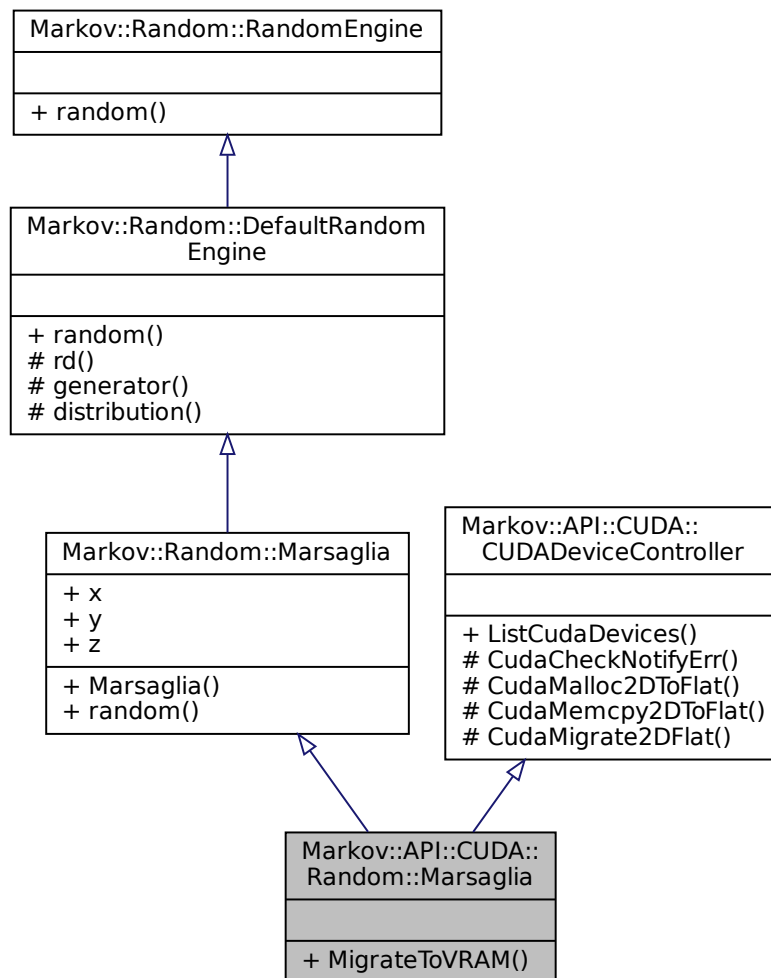 Markov::Random::RandomEngine
+ random()
Markov::Random::DefaultRandom
Engine
+ random()
# rd()
# generator()
# distribution()
Markov::Random::Marsaglia
+ x
+ y
+ z
+ Marsaglia()
+ random()
Markov::API::CUDA::
CUDADeviceController
+ ListCudaDevices()
# CudaCheckNotifyErr()
# CudaMalloc2DToFlat()
# CudaMemcpy2DToFlat()
# CudaMigrate2DFlat()
Markov::API::CUDA::
Random::Marsaglia
+ MigrateToVRAM()